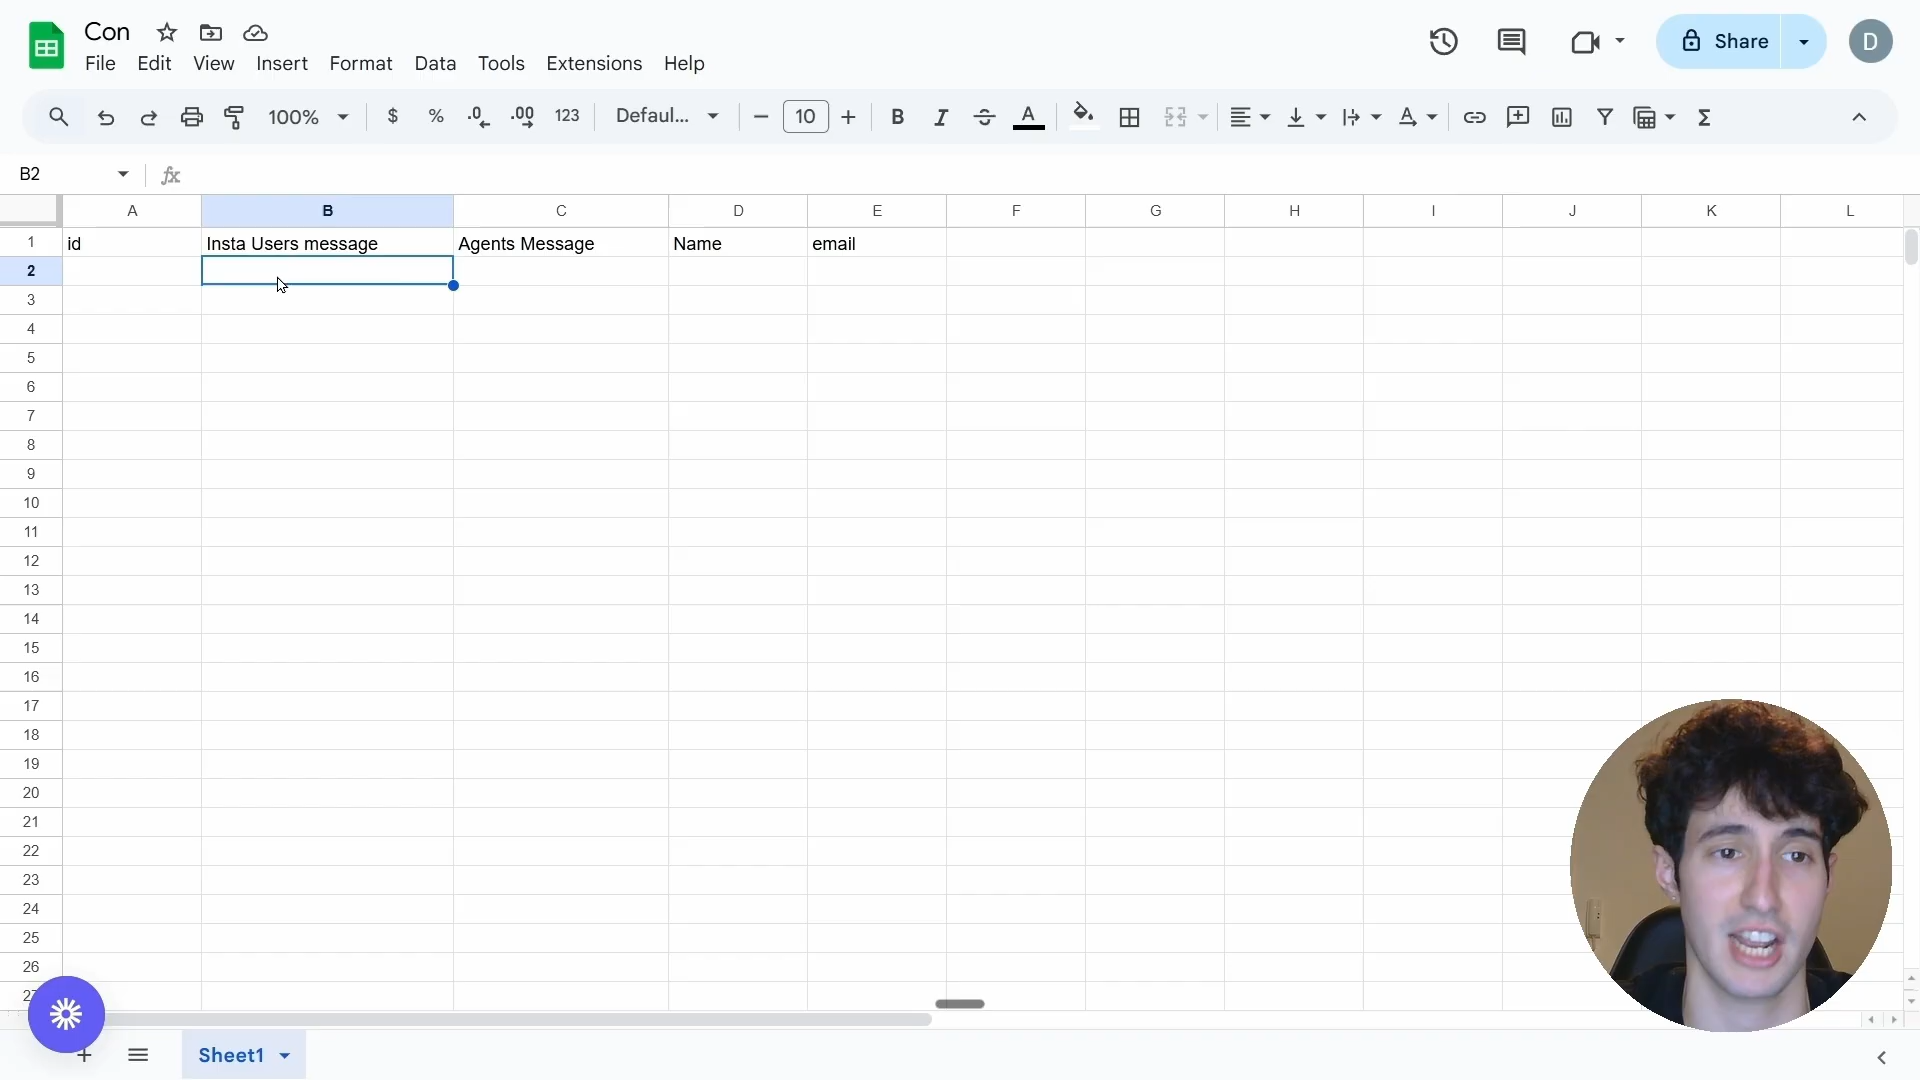 Con
File Edit View Insert Format Data Tools Extensions Help
Share
D
100% $ % .0 .00 123 Defaul... 10 B I S A
B2 fx
A B C D E F G H I J K L
1 id Insta Users message Agents Message Name email
2
3
4
5
6
7
8
9
10
11
12
13
14
15
16
17
18
19
20
21
22
23
24
25
26
Sheet1